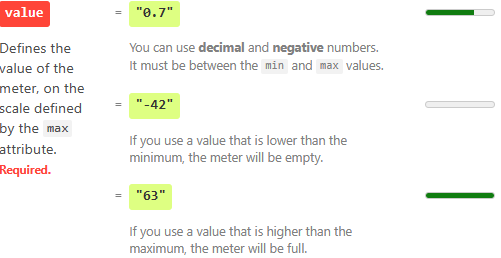 value
Defines the
value of the
meter, on the
scale defined
by the max
attribute.
Required.
= "0.7"
You can use decimal and negative numbers.
It must be between the min and max values.
= "-42"
If you use a value that is lower than the
minimum, the meter will be empty.
= "63"
If you use a value that is higher than the
maximum, the meter will be full.